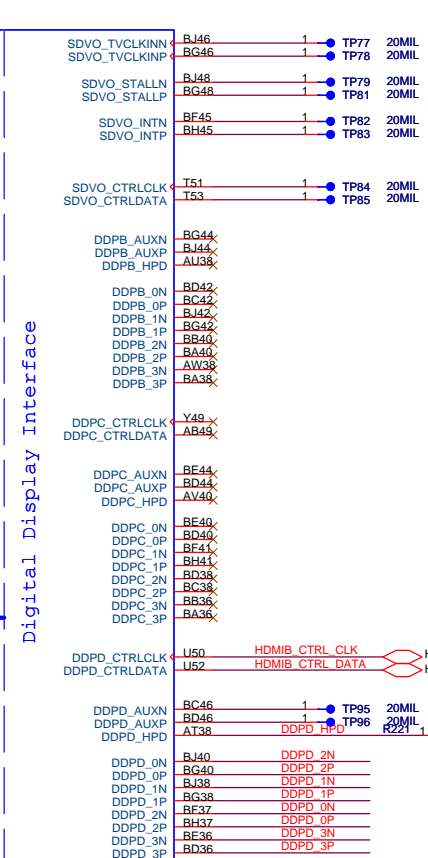 SDVO_TVCLKINN BJ46 1 TP77 20MIL
SDVO_TVCLKINP BG46 1 TP78 20MIL
SDVO_STALLN BJ48 1 TP79 20MIL
SDVO_STALLP BG48 1 TP81 20MIL
SDVO_INTN BF45 1 TP82 20MIL
SDVO_INTP BH45 1 TP83 20MIL
SDVO_CTRLCLK T51 1 TP84 20MIL
SDVO_CTRLDATA T53 1 TP85 20MIL
DDPB_AUXN BG44
DDPB_AUXP BJ44
DDPB_HPD AU38
DDPB_0N BD42
DDPB_0P BC42
DDPB_1N BJ42
DDPB_1P BG42
DDPB_2N BB40
DDPB_2P BA40
DDPB_3N AW38
DDPB_3P BA38
Digital Display Interface
DDPC_CTRLCLK Y49
DDPC_CTRLDATA AB49
DDPC_AUXN BE44
DDPC_AUXP BD44
DDPC_HPD AV40
DDPC_0N BE40
DDPC_0P BD40
DDPC_1N BF41
DDPC_1P BH41
DDPC_2N BD38
DDPC_2P BC38
DDPC_3N BB36
DDPC_3P BA36
DDPD_CTRLCLK U50 HDMIB_CTRL_CLK H
DDPD_CTRLDATA U52 HDMIB_CTRL_DATA H
DDPD_AUXN BC46 1 TP95 20MIL
DDPD_AUXP BD46 1 TP96 20MIL
DDPD_HPD AT38 DDPD_HPD R221 1
DDPD_0N BJ40 DDPD_2N
DDPD_0P BG40 DDPD_2P
DDPD_1N BJ38 DDPD_1N
DDPD_1P BG38 DDPD_1P
DDPD_2N BF37 DDPD_0N
DDPD_2P BH37 DDPD_0P
DDPD_3N BE36 DDPD_3N
DDPD_3P BD36 DDPD_3P